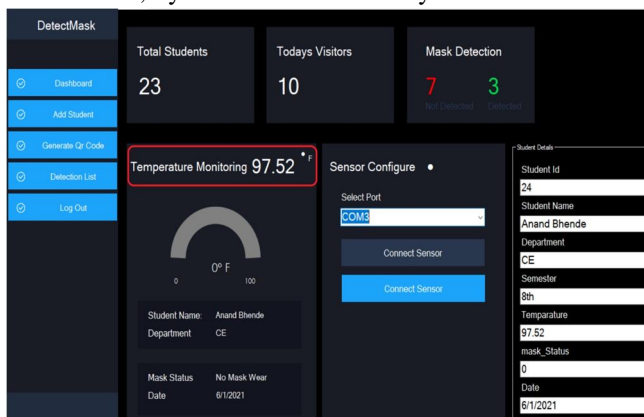 DetectMask
Dashboard
Add Student
Generate Qr Code
Detection List
Log Out
Total Students
23
Todays Visitors
10
Mask Detection
7 3
Not Detected Detected
Temperature Monitoring 97.52 ° F
0° F
0 100
Student Name: Anand Bhende
Department CE
Mask Status No Mask Wear
Date 6/1/2021
Sensor Configure
Select Port
COM3
Connect Sensor
Connect Sensor
Student Details
Student Id
24
Student Name
Anand Bhende
Department
CE
Semester
8th
Temparature
97.52
mask_Status
0
Date
6/1/2021